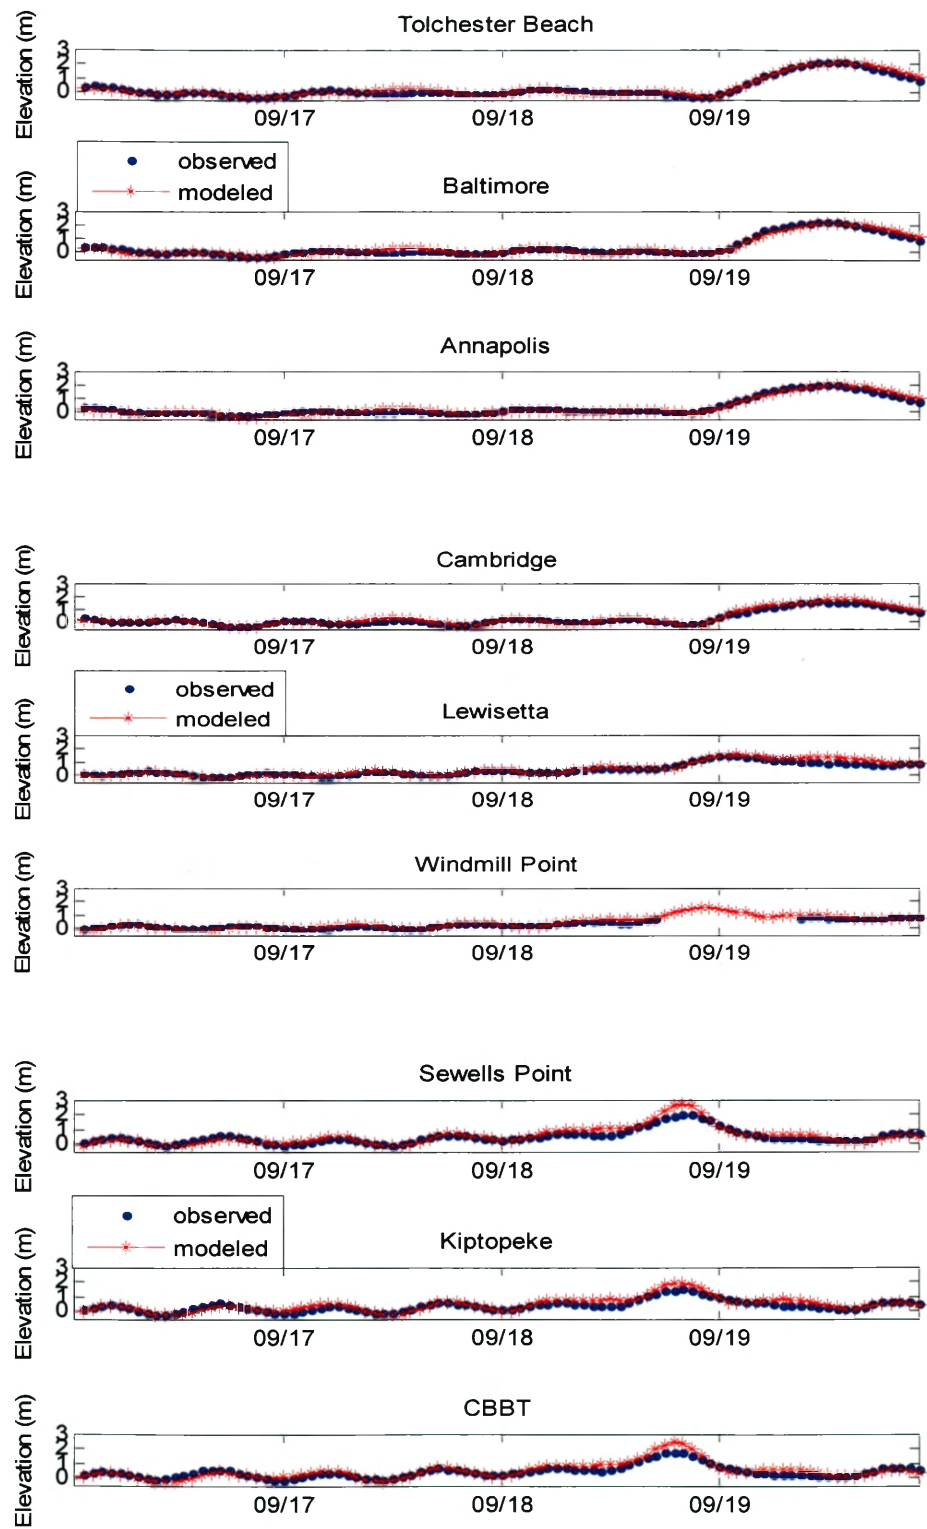 Tolchester Beach
Elevation (m)
3
2
1
0
09/17 09/18 09/19
observed
modeled
Baltimore
Elevation (m)
3
2
1
0
09/17 09/18 09/19
Annapolis
Elevation (m)
3
2
1
0
09/17 09/18 09/19
Cambridge
Elevation (m)
3
2
1
0
09/17 09/18 09/19
observed
modeled
Lewisetta
Elevation (m)
3
2
1
0
09/17 09/18 09/19
Windmill Point
Elevation (m)
3
2
1
0
09/17 09/18 09/19
Sewells Point
Elevation (m)
3
2
1
0
09/17 09/18 09/19
observed
modeled
Kiptopeke
Elevation (m)
3
2
1
0
09/17 09/18 09/19
CBBT
Elevation (m)
3
2
1
0
09/17 09/18 09/19